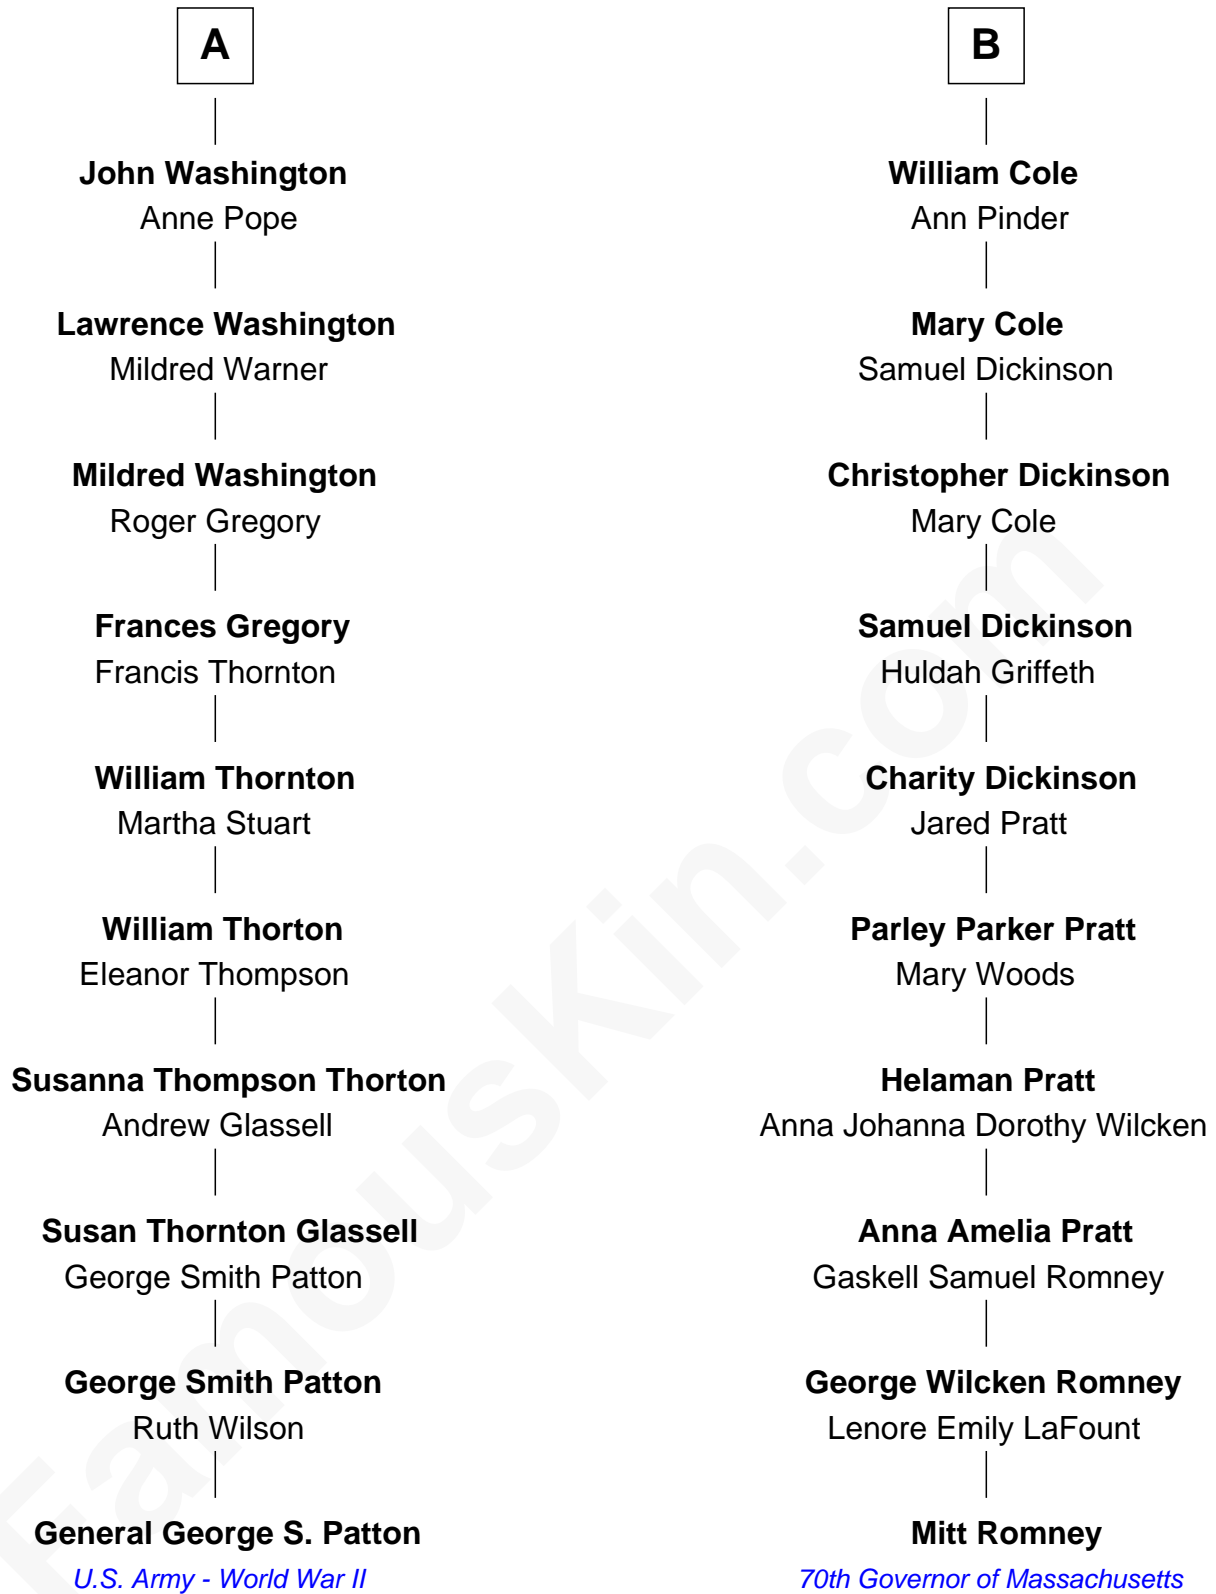 A
John Washington
Anne Pope
Lawrence Washington
Mildred Warner
Mildred Washington
Roger Gregory
Frances Gregory
Francis Thornton
William Thornton
Martha Stuart
William Thorton
Eleanor Thompson
Susanna Thompson Thorton
Andrew Glassell
Susan Thornton Glassell
George Smith Patton
George Smith Patton
Ruth Wilson
General George S. Patton
U.S. Army - World War II
B
William Cole
Ann Pinder
Mary Cole
Samuel Dickinson
Christopher Dickinson
Mary Cole
Samuel Dickinson
Huldah Griffeth
Charity Dickinson
Jared Pratt
Parley Parker Pratt
Mary Woods
Helaman Pratt
Anna Johanna Dorothy Wilcken
Anna Amelia Pratt
Gaskell Samuel Romney
George Wilcken Romney
Lenore Emily LaFount
Mitt Romney
70th Governor of Massachusetts
FamousKin.com